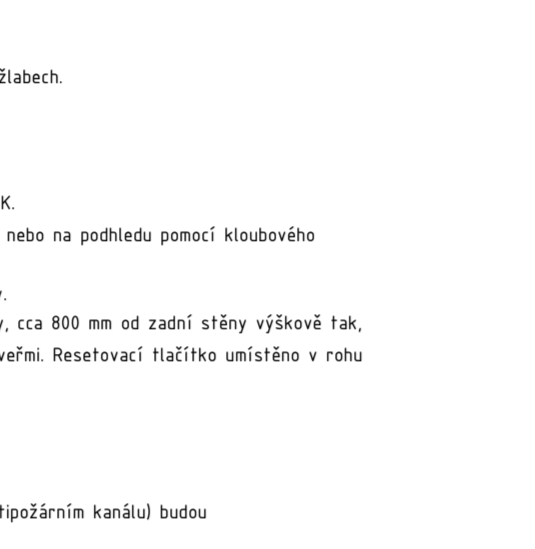 žlabech.
K.
nebo na podhledu pomocí kloubového
y.
y, cca 800 mm od zadní stěny výškově tak,
veřmi. Resetovací tlačítko umístěno v rohu
tipožárním kanálu) budou